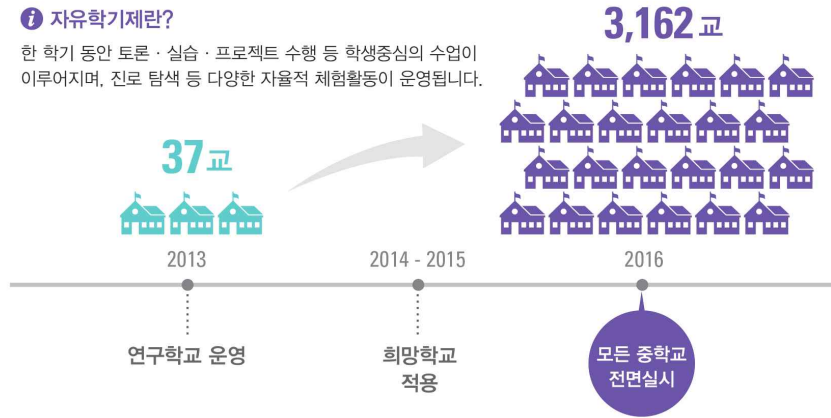 자유학기제란?
한 학기 동안 토론 · 실습 · 프로젝트 수행 등 학생중심의 수업이
이루어지며, 진로 탐색 등 다양한 자율적 체험활동이 운영됩니다.
3,162교
37교
2013
2014 - 2015
2016
연구학교 운영
희망학교
적용
모든 중학교
전면실시